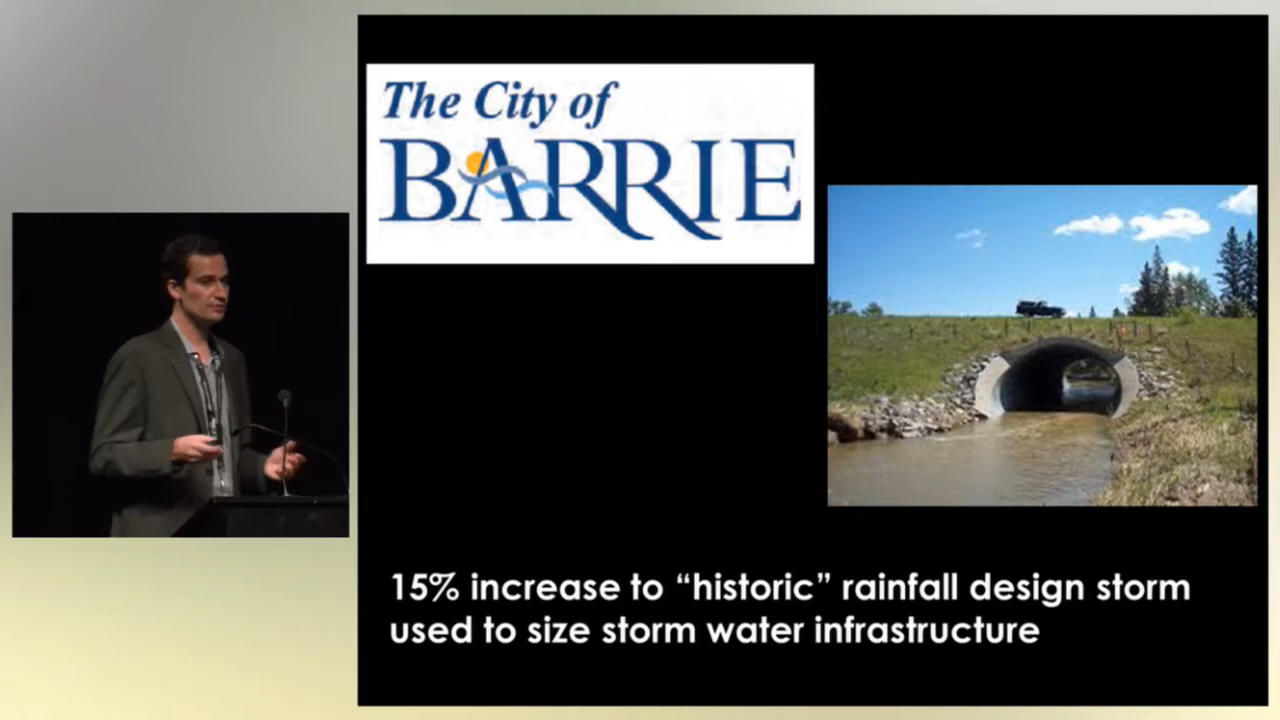 The City of
BARRIE
15% increase to “historic” rainfall design storm
used to size storm water infrastructure